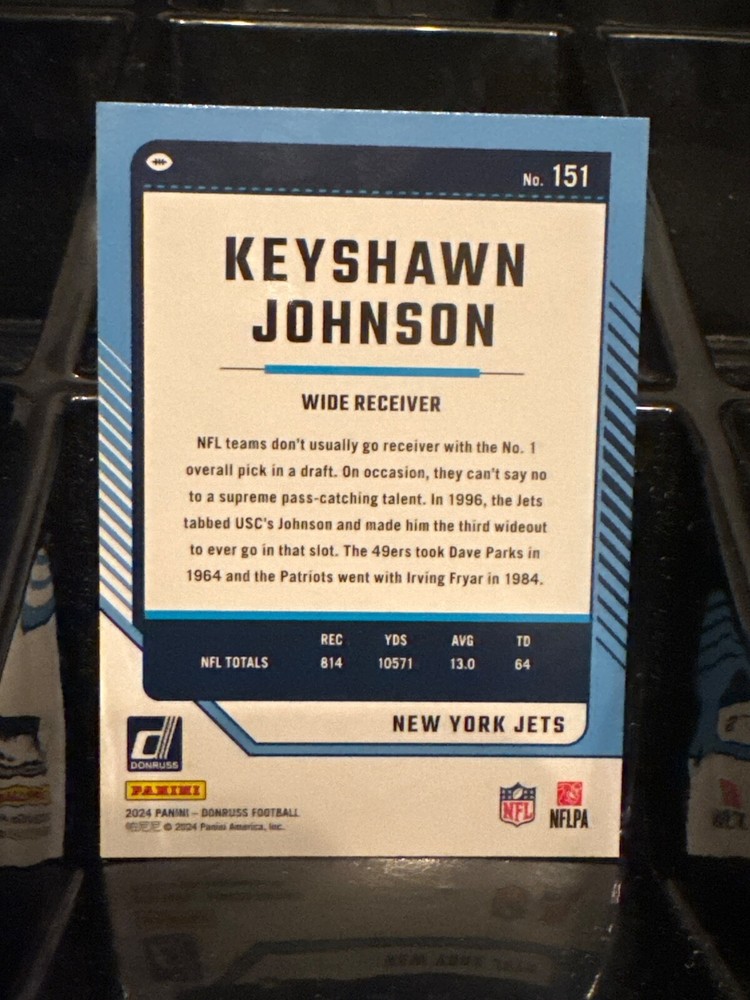 No. 151
KEYSHAWN
JOHNSON
WIDE RECEIVER
NFL teams don't usually go receiver with the No. 1
overall pick in a draft. On occasion, they can't say no
to a supreme pass-catching talent. In 1996, the Jets
tabbed USC's Johnson and made him the third wideout
to ever go in that slot. The 49ers took Dave Parks in
1964 and the Patriots went with Irving Fryar in 1984.
REC YDS AVG TD
NFL TOTALS 814 10571 13.0 64
NEW YORK JETS
d
DONRUSS
PANINI
2024 PANINI – DONRUSS FOOTBALL
© 2024 Panini America, Inc.
NFL
NFLPA